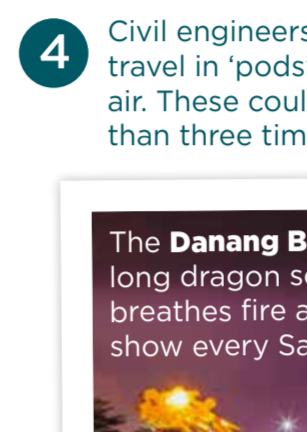 4
Civil engineers
travel in ‘pods’
air. These coul
than three tim
The Danang B
long dragon s
breathes fire a
show every Sa